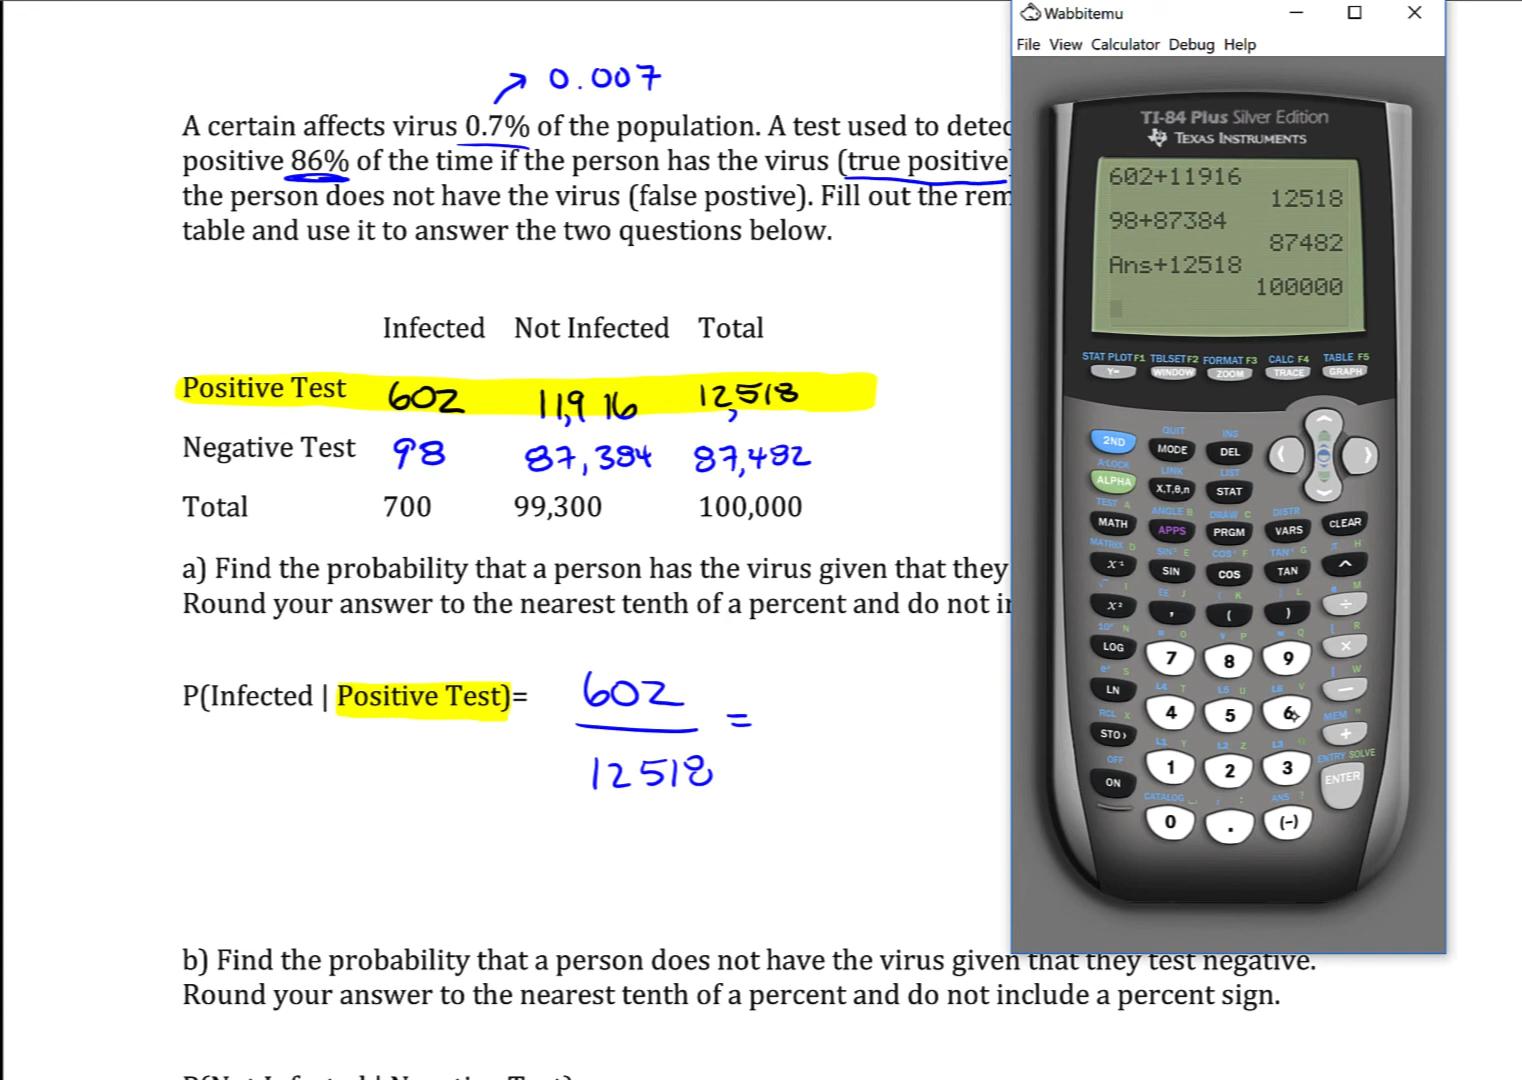 0.007
A certain affects virus 0.7% of the population. A test used to detec
positive 86% of the time if the person has the virus (true positive
the person does not have the virus (false postive). Fill out the rem
table and use it to answer the two questions below.
Infected Not Infected Total
Positive Test 602 11,916 12,518
Negative Test 98 87,384 87,482
Total 700 99,300 100,000
a) Find the probability that a person has the virus given that they
Round your answer to the nearest tenth of a percent and do not in
P(Infected | Positive Test)= 602
=
12518
b) Find the probability that a person does not have the virus given that they test negative.
Round your answer to the nearest tenth of a percent and do not include a percent sign.
Wabbitemu
File View Calculator Debug Help
TI-84 Plus Silver Edition
TEXAS INSTRUMENTS
602+11916
12518
98+87384
87482
Ans+12518
100000
STAT PLOT F1 TBLSET F2 FORMAT F3 CALC F4 TABLE F5
Y= WINDOW ZOOM TRACE GRAPH
QUIT INS
2ND MODE DEL
A-LOCK LINK LIST
ALPHA X,T,θ,n STAT
TEST A ANGLE B DRAW C DISTR
MATH APPS PRGM VARS CLEAR
MATRIX D SIN⁻¹ E COS⁻¹ F TAN⁻¹ G π H
X⁻¹ SIN COS TAN ^
√ I EE J { K } L M
X² , ( ) ÷
10ˣ N u O v P w Q [ R
LOG 7 8 9 ×
eˣ S L4 T L5 U L6 V ] W
LN 4 5 6 −
RCL X L1 Y L2 Z L3 MEM "
STO› 1 2 3 +
OFF CATALOG : ANS ? ENTRY SOLVE
ON 0 . (-) ENTER